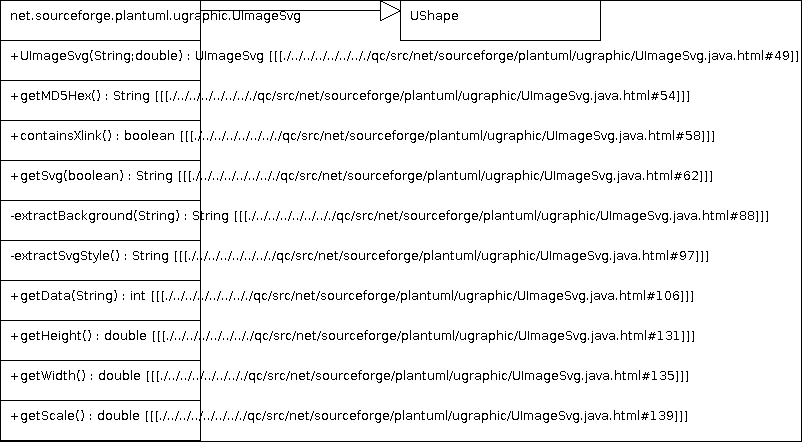 net.sourceforge.plantuml.ugraphic.UImageSvg
UShape
+UImageSvg(String;double) : UImageSvg [[[./../../../../../../../qc/src/net/sourceforge/plantuml/ugraphic/UImageSvg.java.html#49]]]
+getMD5Hex() : String [[[./../../../../../../../qc/src/net/sourceforge/plantuml/ugraphic/UImageSvg.java.html#54]]]
+containsXlink() : boolean [[[./../../../../../../../qc/src/net/sourceforge/plantuml/ugraphic/UImageSvg.java.html#58]]]
+getSvg(boolean) : String [[[./../../../../../../../qc/src/net/sourceforge/plantuml/ugraphic/UImageSvg.java.html#62]]]
-extractBackground(String) : String [[[./../../../../../../../qc/src/net/sourceforge/plantuml/ugraphic/UImageSvg.java.html#88]]]
-extractSvgStyle() : String [[[./../../../../../../../qc/src/net/sourceforge/plantuml/ugraphic/UImageSvg.java.html#97]]]
+getData(String) : int [[[./../../../../../../../qc/src/net/sourceforge/plantuml/ugraphic/UImageSvg.java.html#106]]]
+getHeight() : double [[[./../../../../../../../qc/src/net/sourceforge/plantuml/ugraphic/UImageSvg.java.html#131]]]
+getWidth() : double [[[./../../../../../../../qc/src/net/sourceforge/plantuml/ugraphic/UImageSvg.java.html#135]]]
+getScale() : double [[[./../../../../../../../qc/src/net/sourceforge/plantuml/ugraphic/UImageSvg.java.html#139]]]